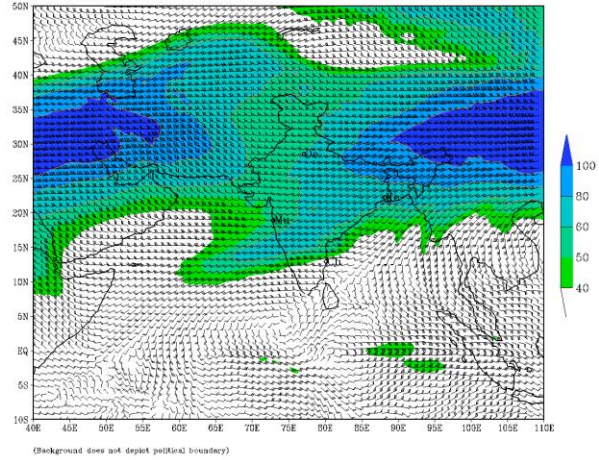 50N
45N
40N
35N
30N
25N
20N
15N
10N
5N
5S
10S
40E 45E 50E 55E 60E 65E 70E 75E 80E 85E 90E 95E 100E 105E 110E
100
80
60
50
40
(Background does not depict political boundary)